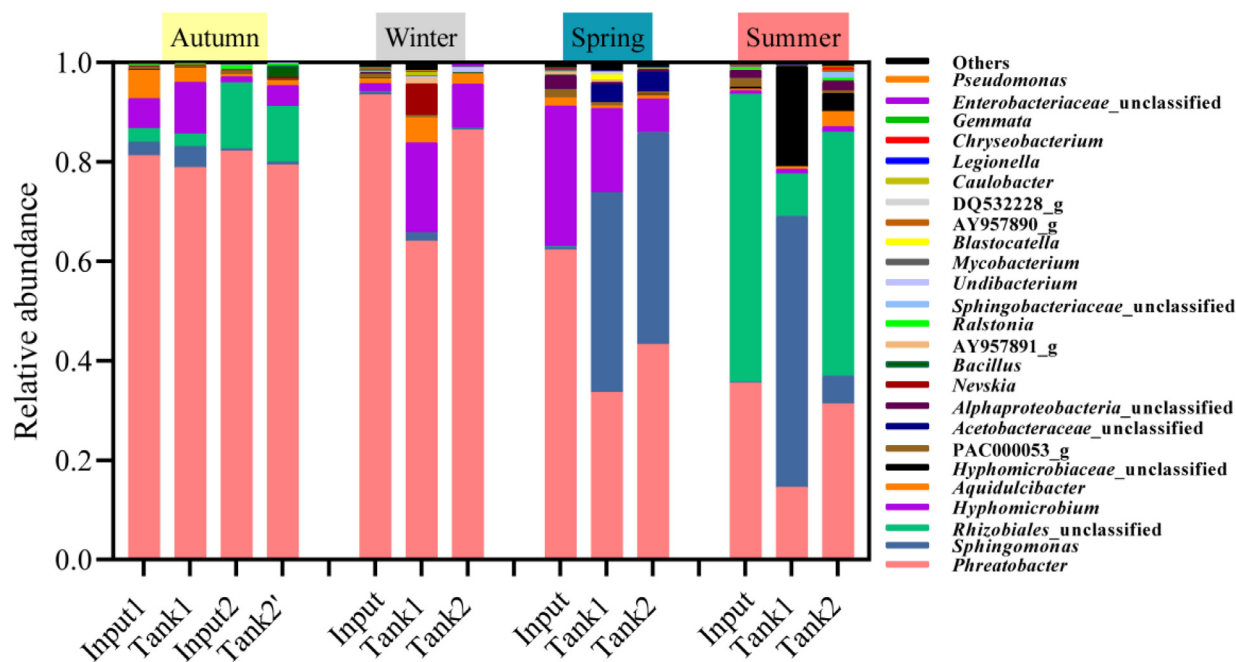 Autumn
Winter
Spring
Summer
Relative abundance
1.0
0.8
0.6
0.4
0.2
0.0
Input1
Tank1
Input2
Tank2'
Input
Tank1
Tank2
Input
Tank1
Tank2
Input
Tank1
Tank2
Others
Pseudomonas
Enterobacteriaceae_unclassified
Gemmata
Chryseobacterium
Legionella
Caulobacter
DQ532228_g
AY957890_g
Blastocatella
Mycobacterium
Undibacterium
Sphingobacteriaceae_unclassified
Ralstonia
AY957891_g
Bacillus
Nevskia
Alphaproteobacteria_unclassified
Acetobacteraceae_unclassified
PAC000053_g
Hyphomicrobiaceae_unclassified
Aquidulcibacter
Hyphomicrobium
Rhizobiales_unclassified
Sphingomonas
Phreatobacter